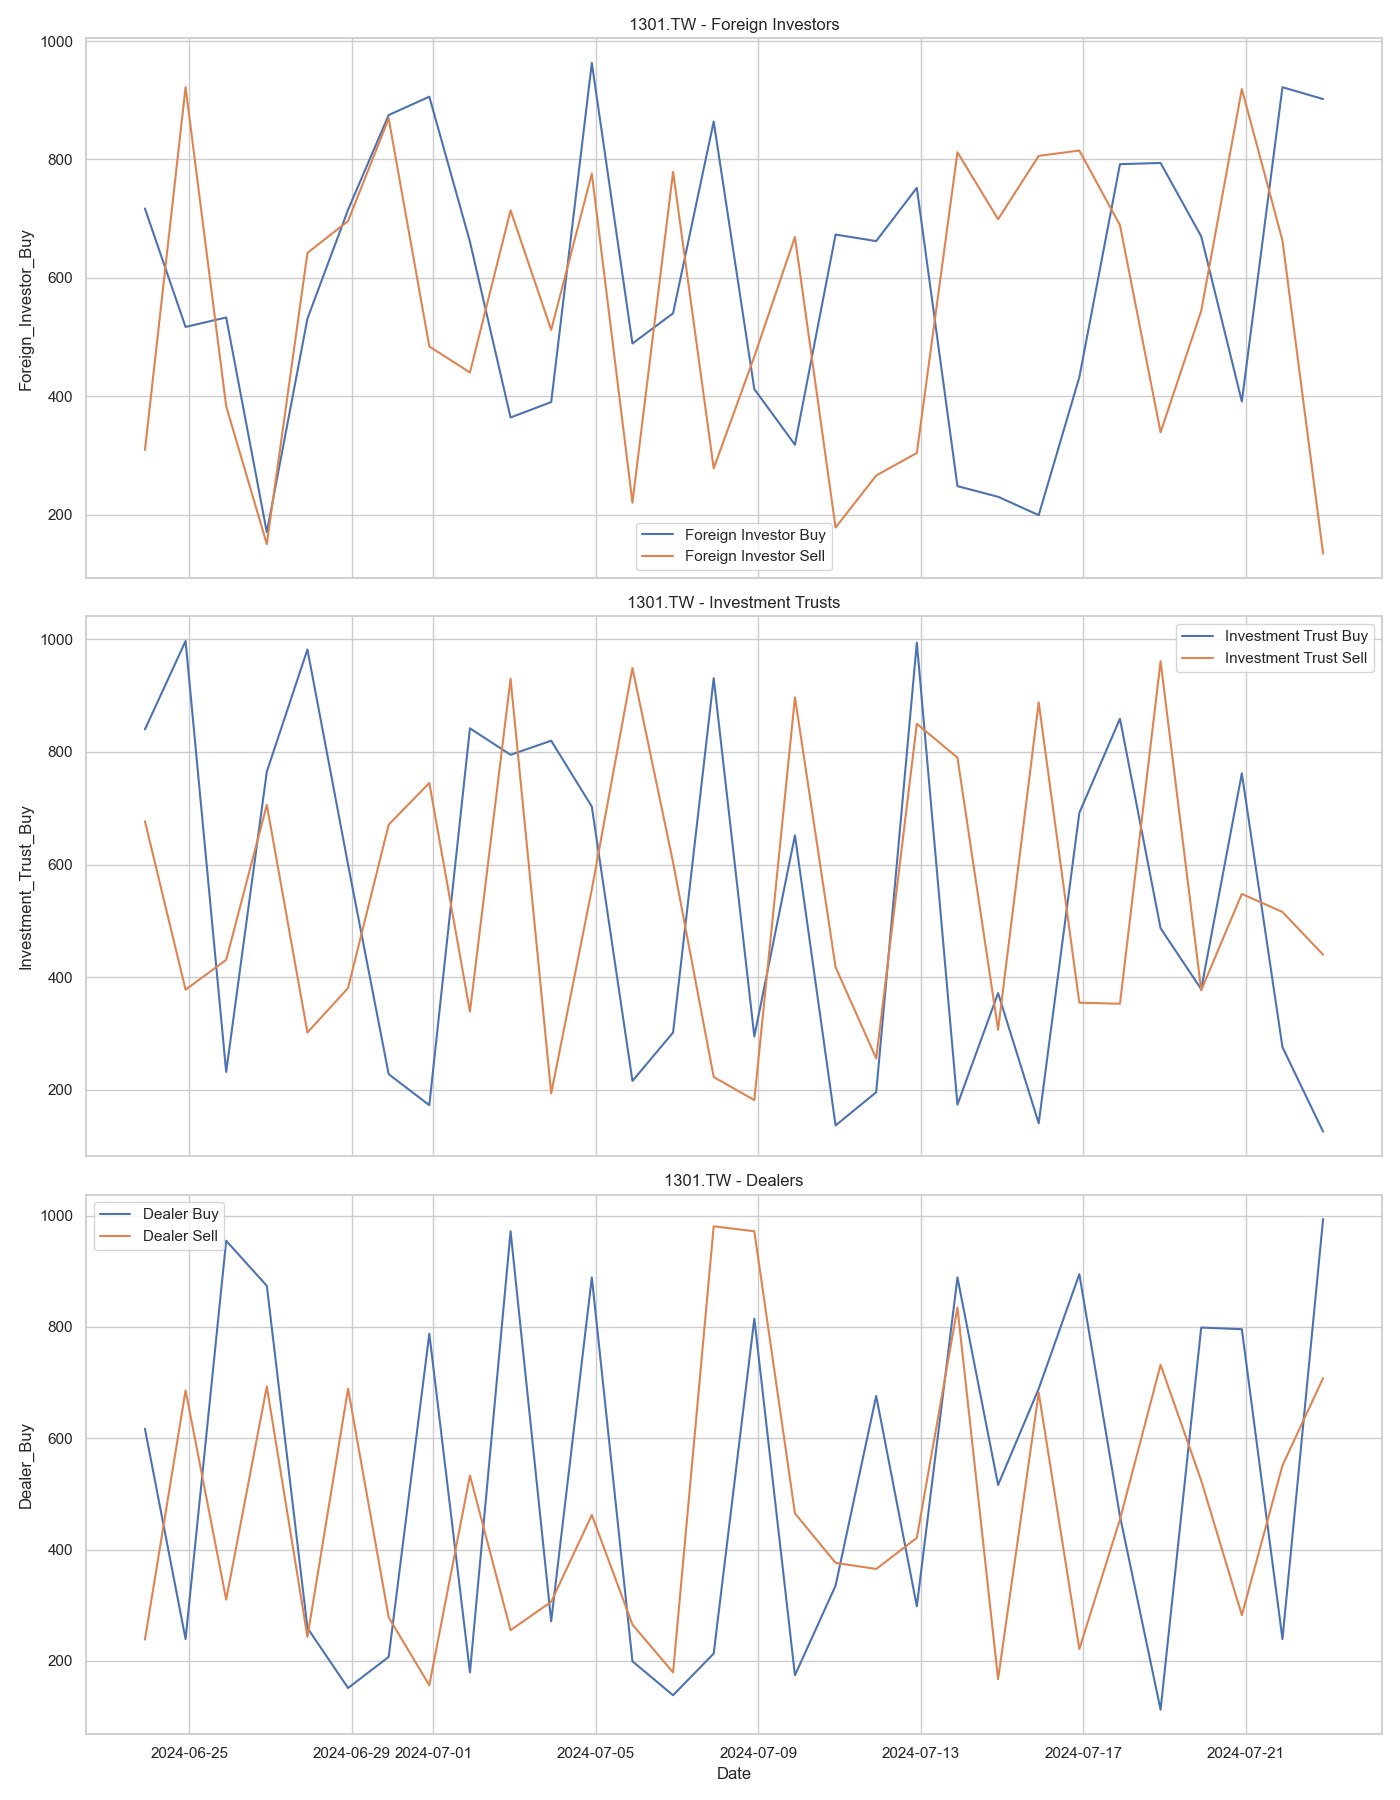 1301.TW - Foreign Investors
1000
800
600
400
200
Foreign_Investor_Buy
Foreign Investor Buy
Foreign Investor Sell
1301.TW - Investment Trusts
1000
800
600
400
200
Investment_Trust_Buy
Investment Trust Buy
Investment Trust Sell
1301.TW - Dealers
1000
800
600
400
200
Dealer_Buy
Dealer Buy
Dealer Sell
2024-06-25 2024-06-29 2024-07-01 2024-07-05 2024-07-09 2024-07-13 2024-07-17 2024-07-21
Date